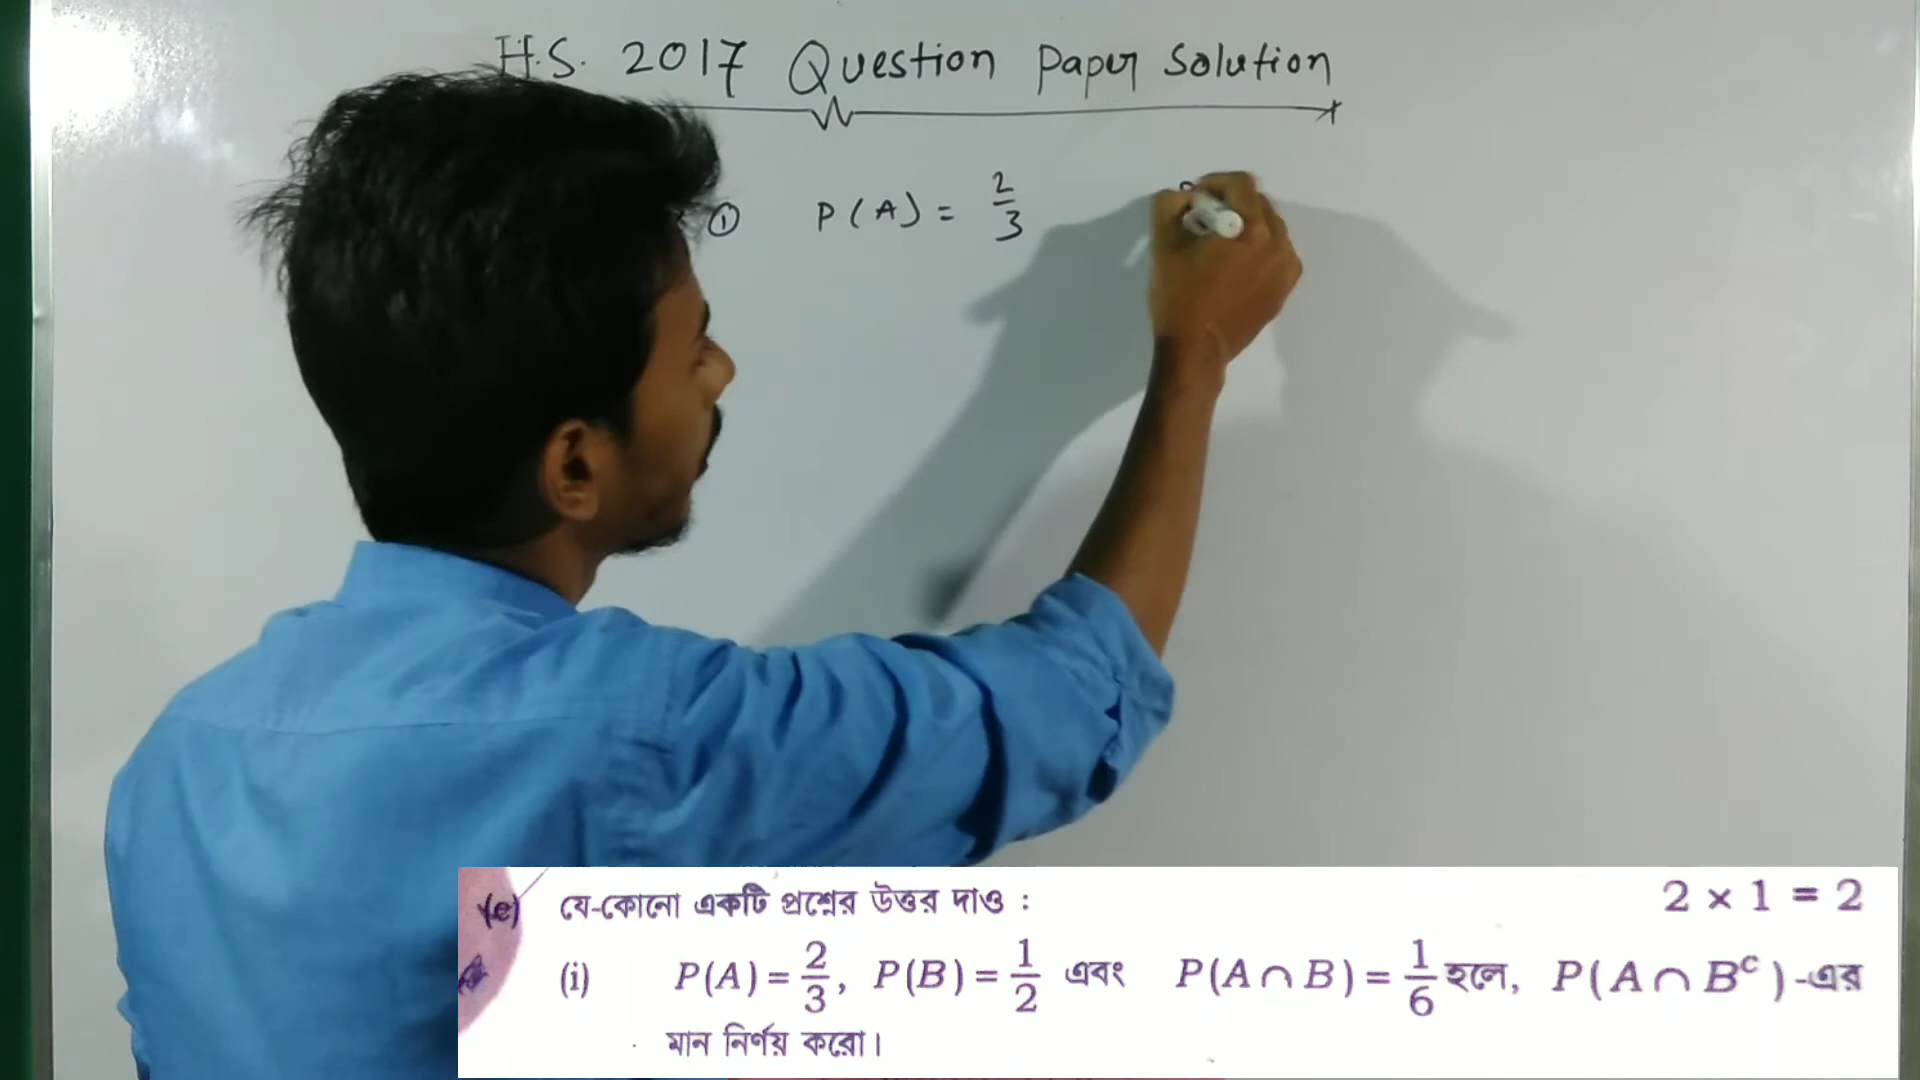 H.S. 2017 Question Paper Solution
① P(A) = 2/3
(e) যে-কোনো একটি প্রশ্নের উত্তর দাও : 2 × 1 = 2
(i) P(A) = 2/3, P(B) = 1/2 এবং P(A ∩ B) = 1/6 হলে, P(A ∩ Bᶜ)-এর
মান নির্ণয় করো।